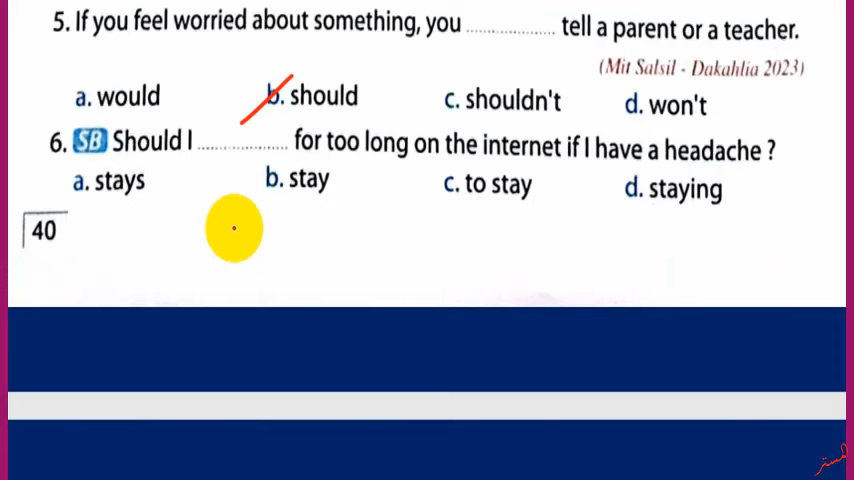 5. If you feel worried about something, you .................... tell a parent or a teacher.
(Mit Salsil - Dakahlia 2023)
a. would b. should c. shouldn't d. won't
6. SB Should I .................... for too long on the internet if I have a headache ?
a. stays b. stay c. to stay d. staying
40